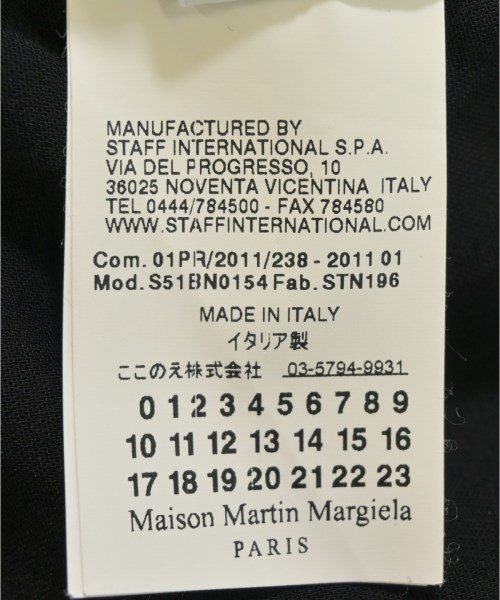 MANUFACTURED BY
STAFF INTERNATIONAL S.P.A.
VIA DEL PROGRESSO, 10
36025 NOVENTA VICENTINA ITALY
TEL 0444/784500 - FAX 784580
WWW.STAFFINTERNATIONAL.COM
Com. 01PR/2011/238 - 2011 01
Mod. S51BN0154 Fab. STN196
MADE IN ITALY
イタリア製
ここのえ株式会社 03-5794-9931
0 1 2 3 4 5 6 7 8 9
10 11 12 13 14 15 16
17 18 19 20 21 22 23
Maison Martin Margiela
PARIS